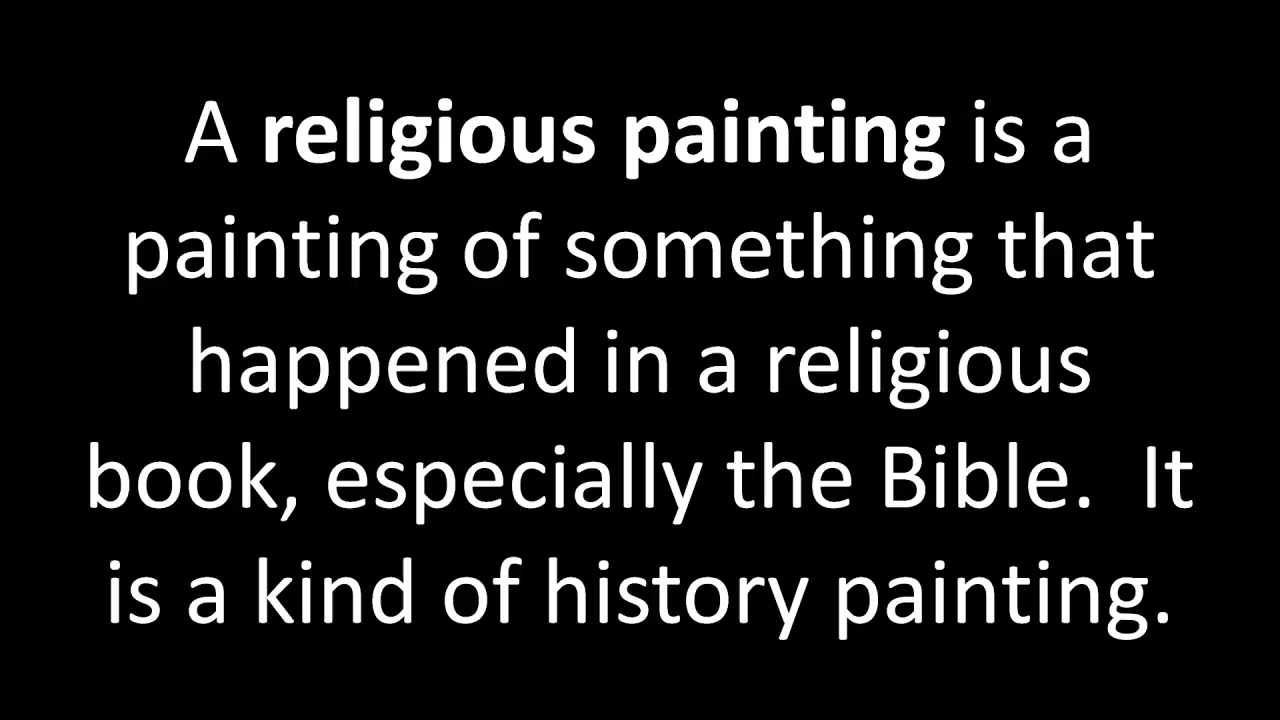 A religious painting is a
painting of something that
happened in a religious
book, especially the Bible.  It
is a kind of history painting.